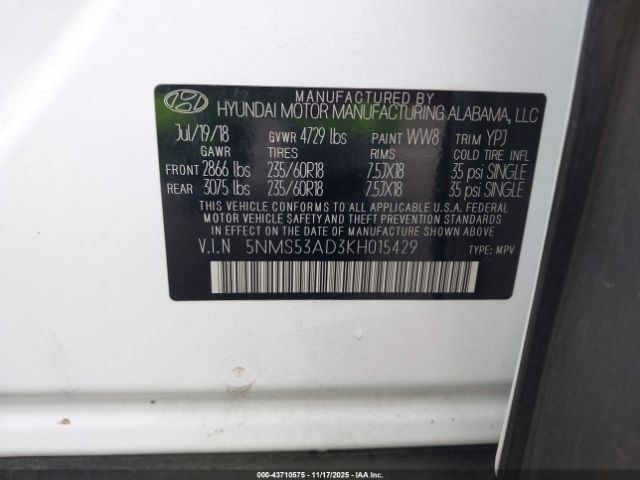 MANUFACTURED BY
HYUNDAI MOTOR MANUFACTURING ALABAMA, LLC
Jul/19/18 GVWR 4729 lbs PAINT WW8 TRIM YPJ
GAWR TIRES RIMS COLD TIRE INFL
FRONT 2866 lbs 235/60R18 7.5JX18 35 psi SINGLE
REAR 3075 lbs 235/60R18 7.5JX18 35 psi SINGLE
THIS VEHICLE CONFORMS TO ALL APPLICABLE U.S.A. FEDERAL
MOTOR VEHICLE SAFETY AND THEFT PREVENTION STANDARDS
IN EFFECT ON THE DATE OF MANUFACTURE SHOWN ABOVE
V.I.N 5NMS53AD3KH015429 TYPE: MPV
000-43710575 - 11/17/2025 - IAAI.COM